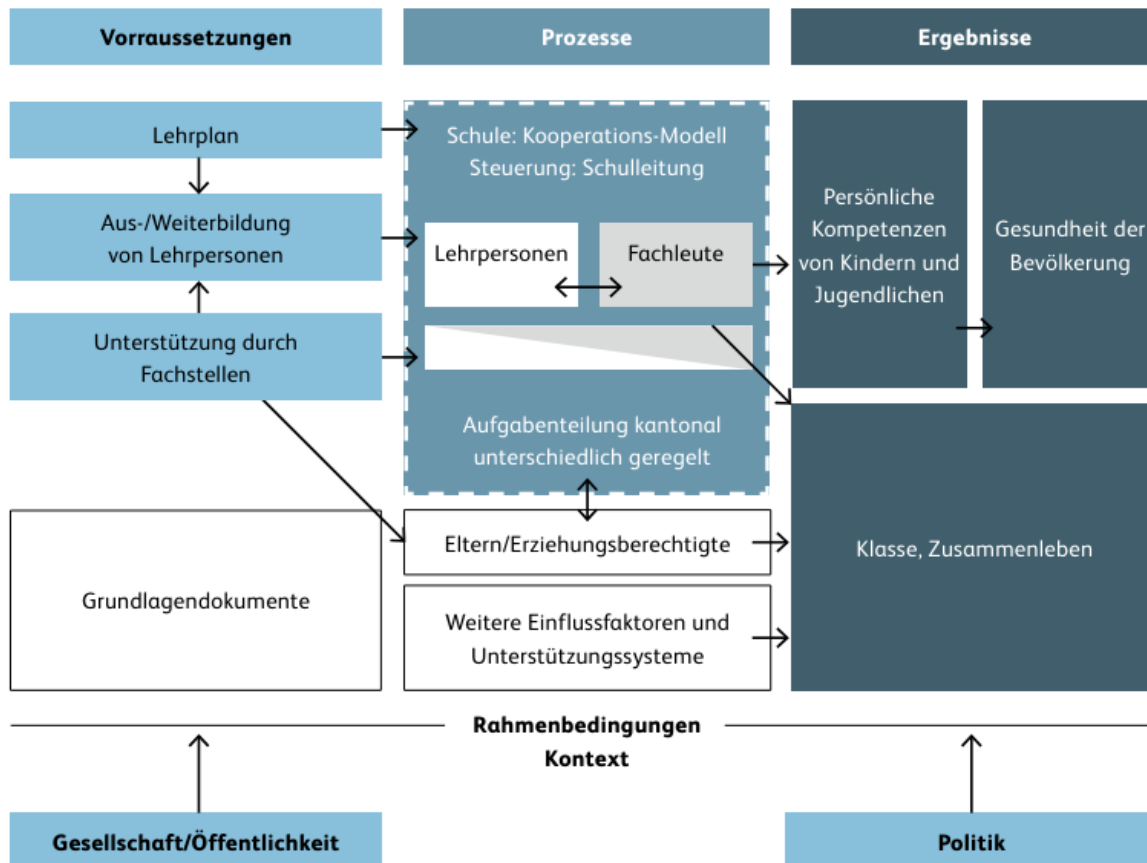 Vorraussetzungen
Prozesse
Ergebnisse
Lehrplan
Aus-/Weiterbildung
von Lehrpersonen
Unterstützung durch
Fachstellen
Grundlagendokumente
Schule: Kooperations-Modell
Steuerung: Schulleitung
Lehrpersonen
Fachleute
Aufgabenteilung kantonal
unterschiedlich geregelt
Eltern/Erziehungsberechtigte
Weitere Einflussfaktoren und
Unterstützungssysteme
Persönliche
Kompetenzen
von Kindern und
Jugendlichen
Gesundheit der
Bevölkerung
Klasse, Zusammenleben
Rahmenbedingungen
Kontext
Gesellschaft/Öffentlichkeit
Politik